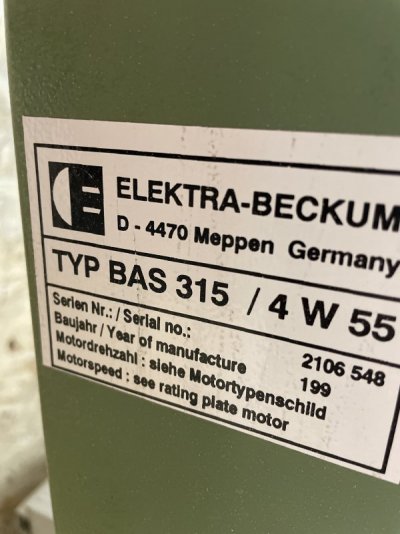 ELEKTRA-BECKUM
D - 4470 Meppen Germany
TYP BAS 315 / 4 W 55
Serien Nr.: / Serial no.: 2106 548
Baujahr / Year of manufacture 199
Motordrehzahl : siehe Motortypenschild
Motorspeed : see rating plate motor